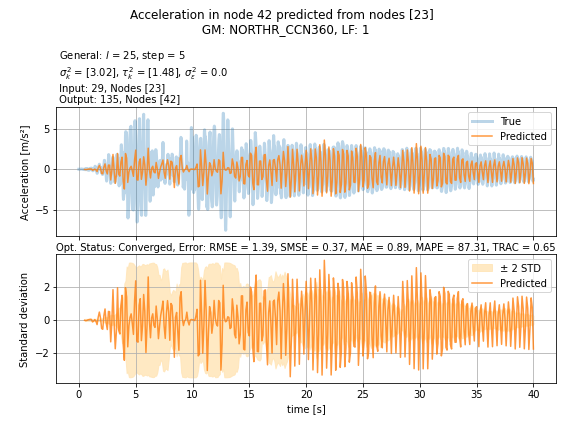 Acceleration in node 42 predicted from nodes [23]
GM: NORTHR_CCN360, LF: 1
General: l = 25, step = 5
σ²ₖ = [3.02], τ²ₖ = [1.48], σ²ε = 0.0
Input: 29, Nodes [23]
Output: 135, Nodes [42]
Acceleration [m/s²]
5
0
−5
True
Predicted
Opt. Status: Converged, Error: RMSE = 1.39, SMSE = 0.37, MAE = 0.89, MAPE = 87.31, TRAC = 0.65
Standard deviation
2
0
−2
± 2 STD
Predicted
0 5 10 15 20 25 30 35 40
time [s]